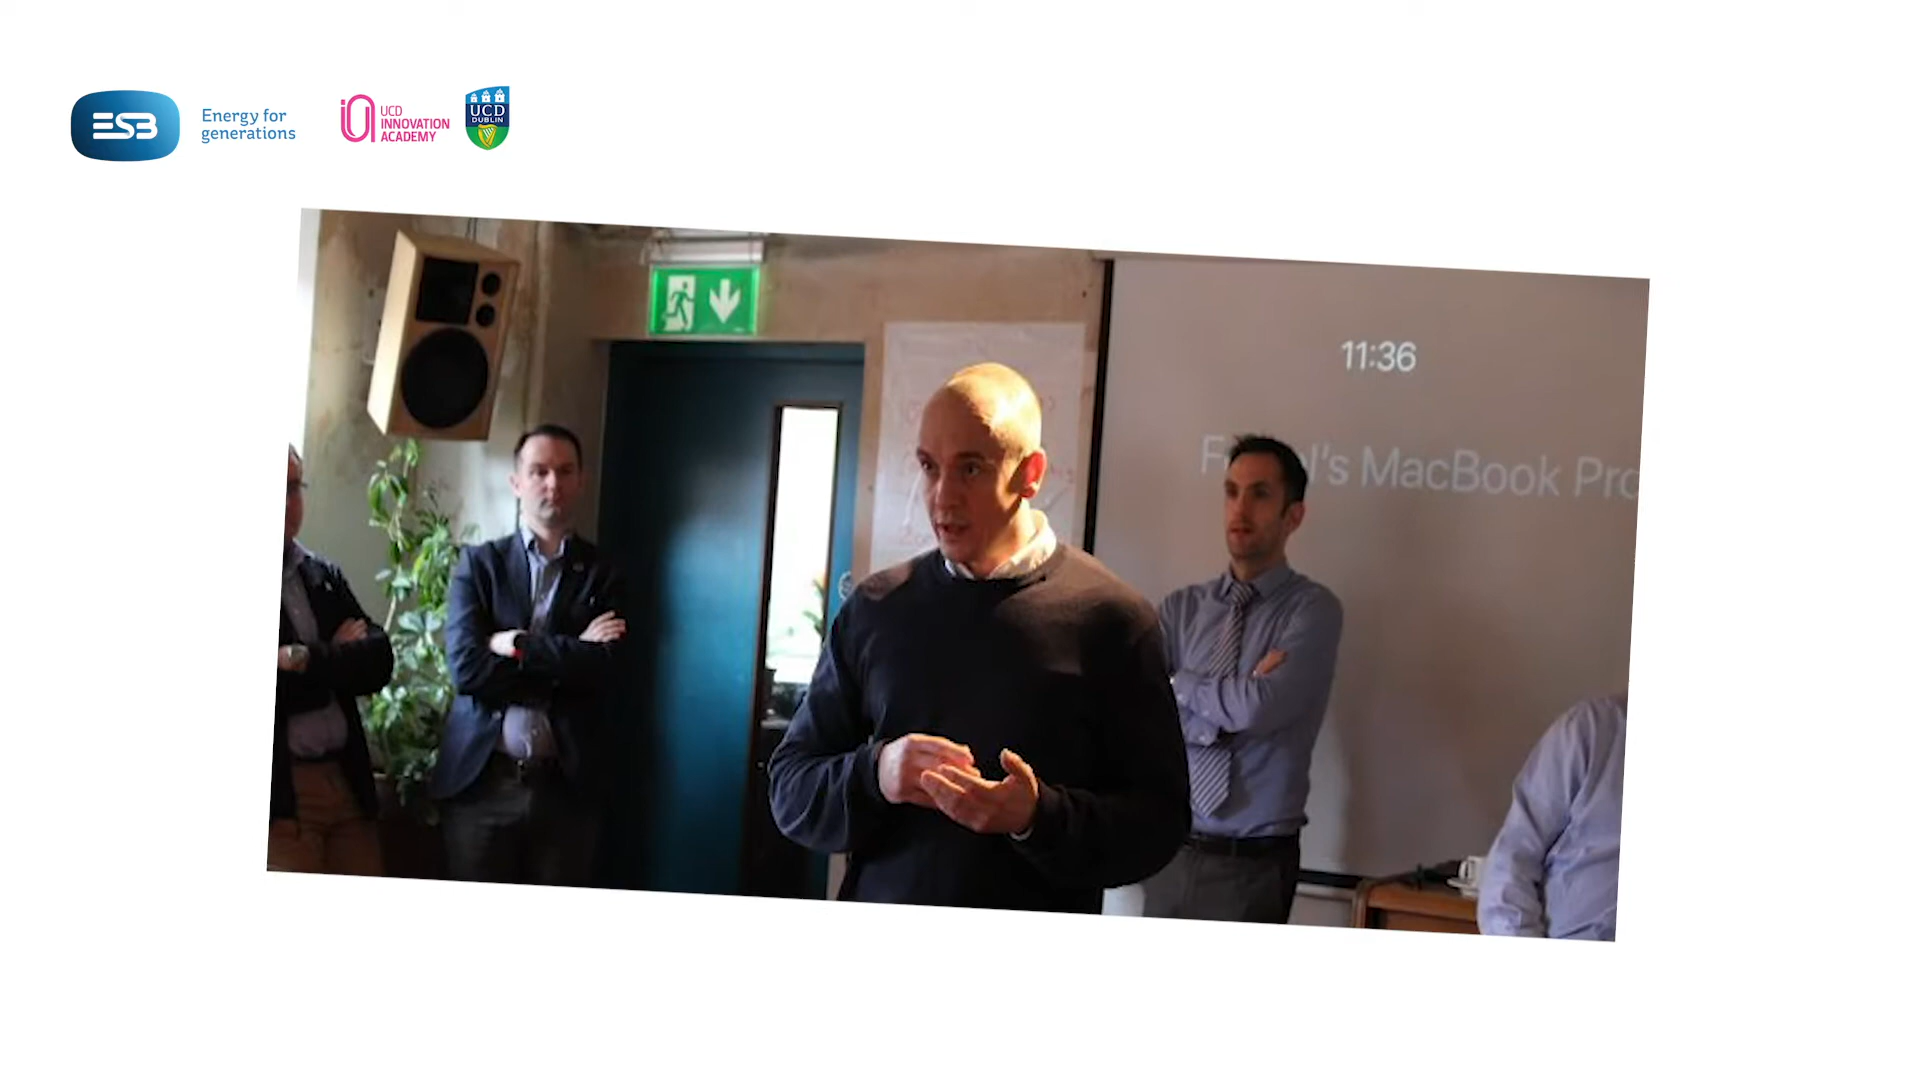 ESB
Energy for
generations
UCD
INNOVATION
ACADEMY
UCD
DUBLIN
11:36
MacBook Pro